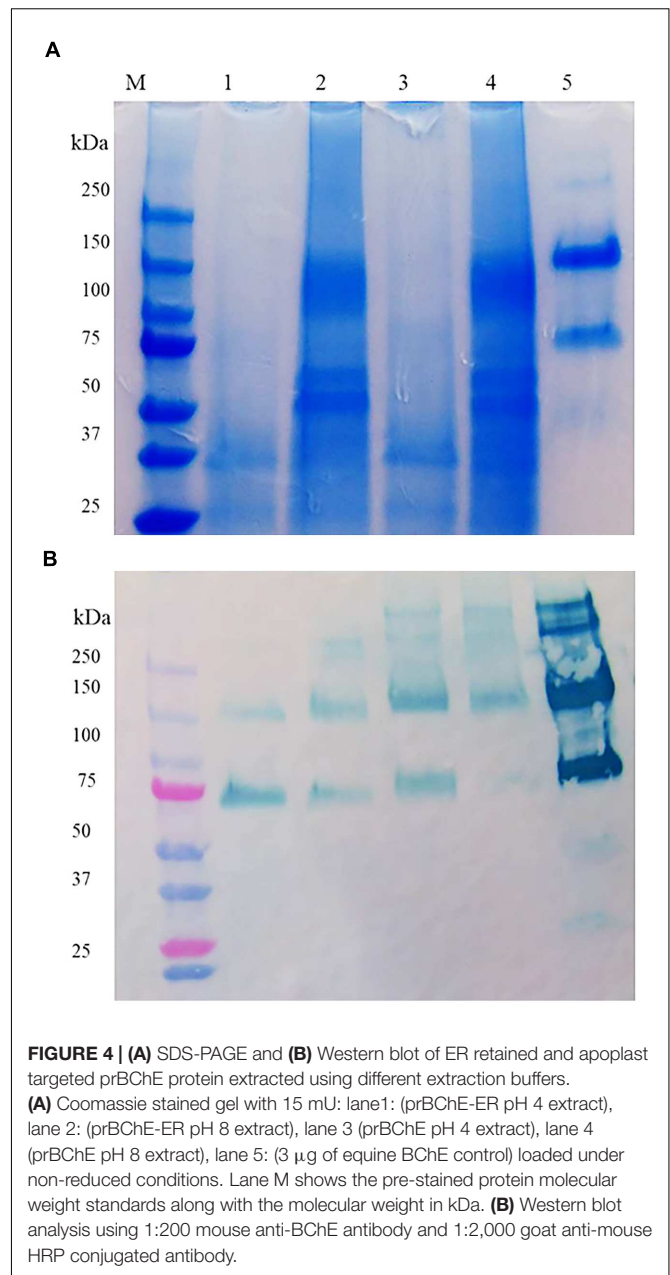 A
M 1 2 3 4 5
kDa
250
150
100
75
50
37
25
B
kDa
250
150
100
75
50
37
25
FIGURE 4 | (A) SDS-PAGE and (B) Western blot of ER retained and apoplast
targeted prBChE protein extracted using different extraction buffers.
(A) Coomassie stained gel with 15 mU: lane1: (prBChE-ER pH 4 extract),
lane 2: (prBChE-ER pH 8 extract), lane 3 (prBChE pH 4 extract), lane 4
(prBChE pH 8 extract), lane 5: (3 μg of equine BChE control) loaded under
non-reduced conditions. Lane M shows the pre-stained protein molecular
weight standards along with the molecular weight in kDa. (B) Western blot
analysis using 1:200 mouse anti-BChE antibody and 1:2,000 goat anti-mouse
HRP conjugated antibody.